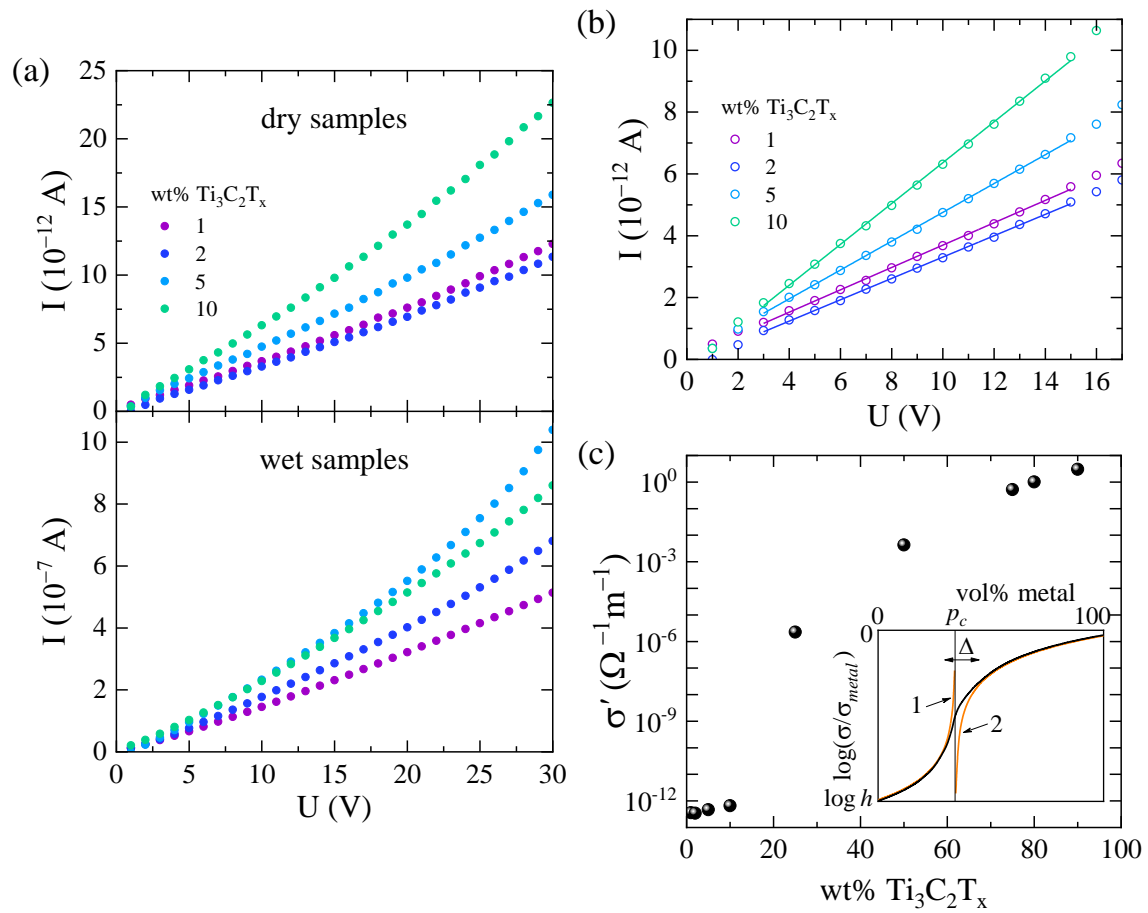 (a)
25
20
15
10
5
0
I (10⁻¹² A)
dry samples
wt% Ti₃C₂Tₓ
1
2
5
10
10
8
6
4
2
0
I (10⁻⁷ A)
wet samples
0 5 10 15 20 25 30
U (V)
(b)
10
8
6
4
2
0
I (10⁻¹² A)
wt% Ti₃C₂Tₓ
1
2
5
10
0 2 4 6 8 10 12 14 16
U (V)
(c)
10⁰
10⁻³
10⁻⁶
10⁻⁹
10⁻¹²
σ′ (Ω⁻¹m⁻¹)
vol% metal
0 p_c 100
0
Δ
1
2
log(σ/σ_metal)
log h
0 20 40 60 80 100
wt% Ti₃C₂Tₓ